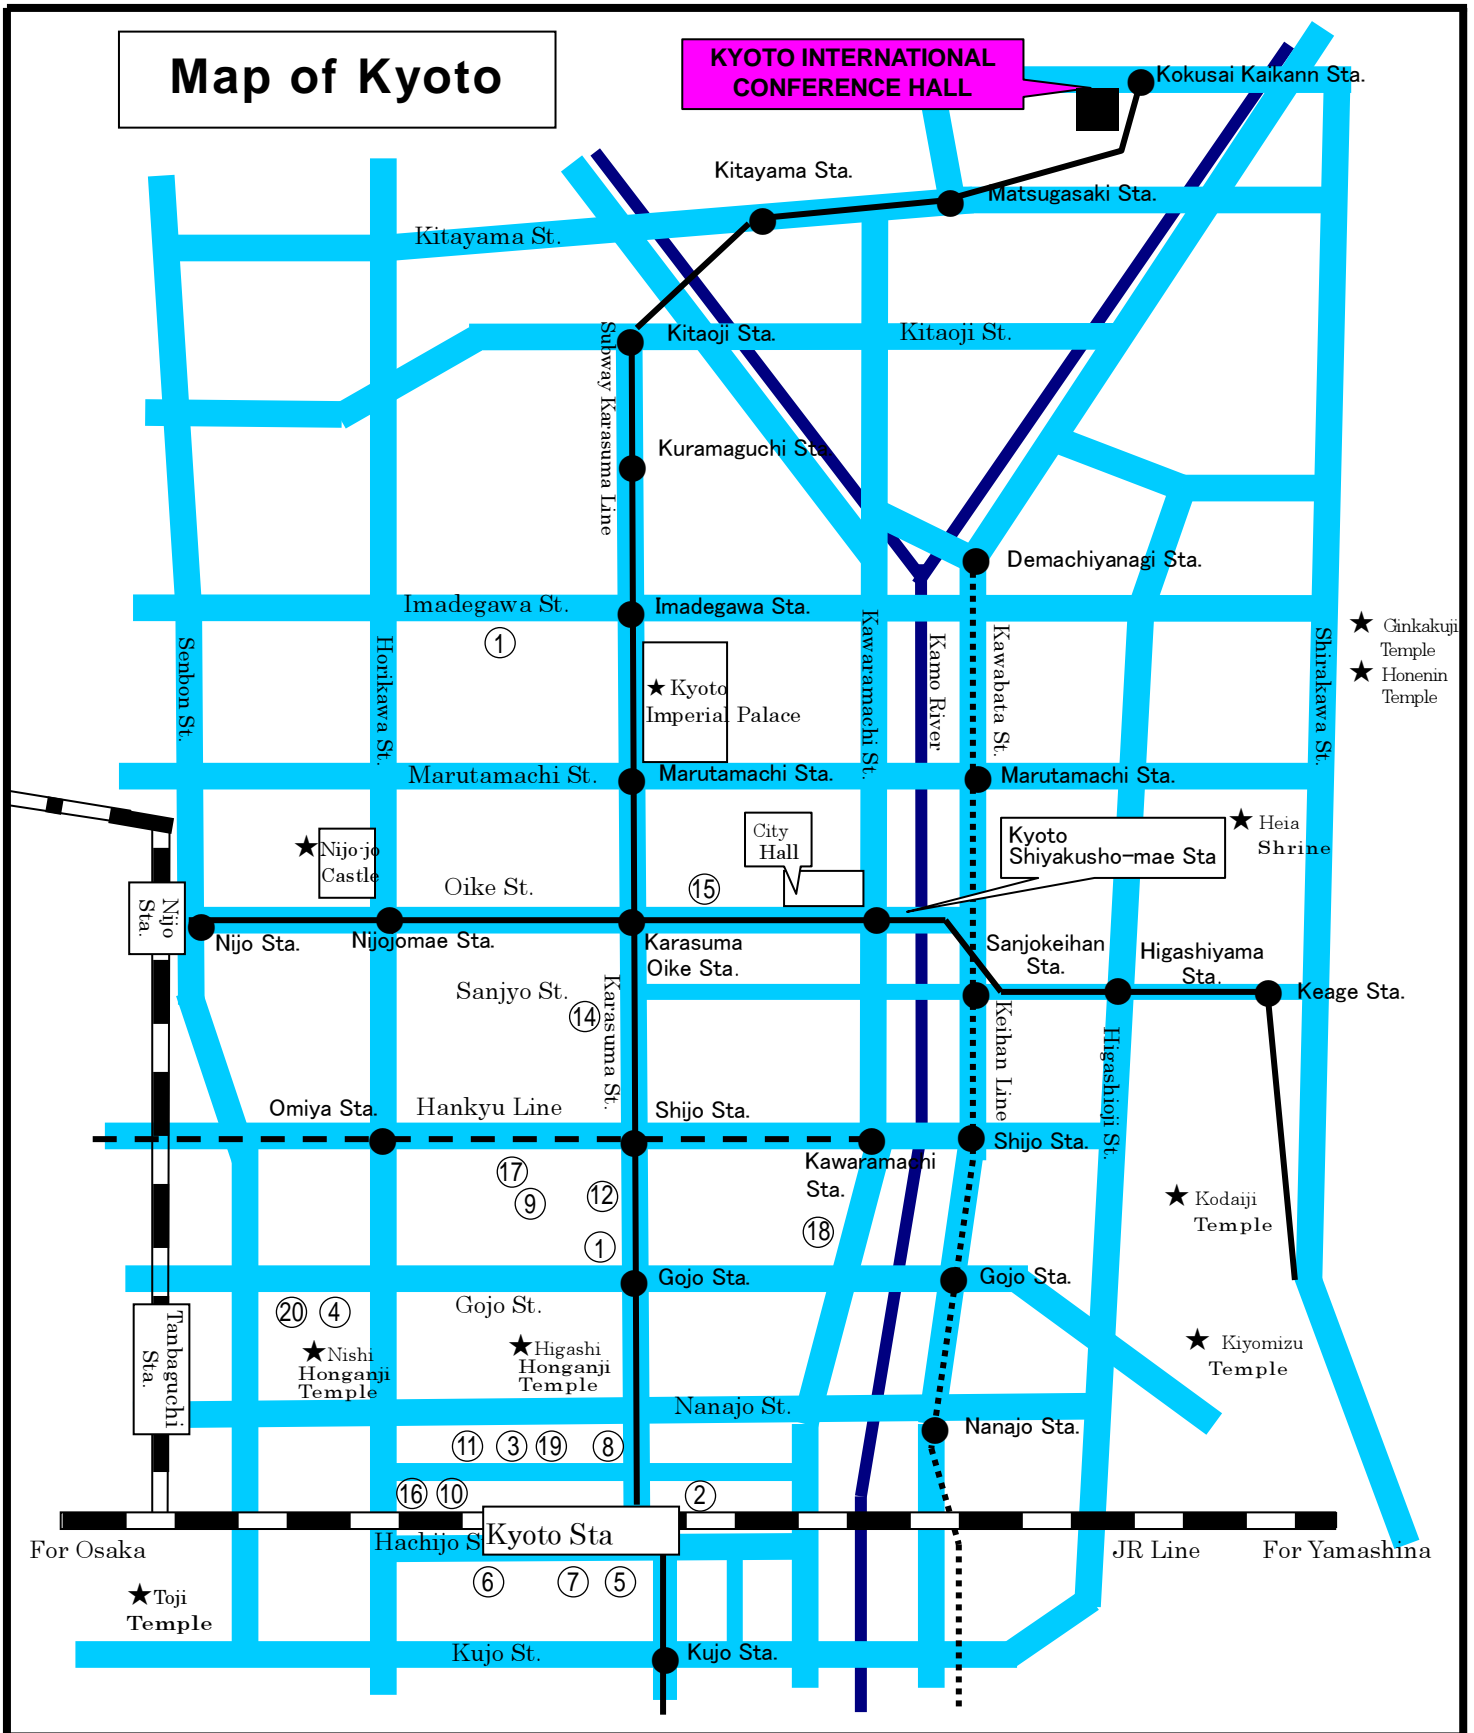 Map of Kyoto
KYOTO INTERNATIONAL
CONFERENCE HALL
Kokusai Kaikann Sta.
Kitayama Sta.
Matsugasaki Sta.
Kitayama St.
Subway Karasuma Line
Kitaoji Sta.
Kitaoji St.
Kuramaguchi Sta.
Demachiyanagi Sta.
Imadegawa St.
Imadegawa Sta.
①
Senbon St.
Horikawa St.
Kawaramachi St.
Kamo River
Kawabata St.
Shirakawa St.
★ Ginkakuji
Temple
★ Honenin
Temple
★ Kyoto
Imperial Palace
Marutamachi St.
Marutamachi Sta.
Marutamachi Sta.
City
Hall
Kyoto
Shiyakusho-mae Sta
★ Heia
Shrine
★ Nijo-jo
Castle
Oike St.
⑮
Nijo
Sta.
Nijo Sta.
Nijojomae Sta.
Karasuma
Oike Sta.
Sanjokeihan
Sta.
Higashiyama
Sta.
Keage Sta.
Sanjyo St.
⑭
Karasuma St.
Keihan Line
Higashioji St.
Omiya Sta.
Hankyu Line
Shijo Sta.
Kawaramachi
Sta.
Shijo Sta.
⑰
⑨
⑫
①
⑱
★ Kodaiji
Temple
Gojo Sta.
Gojo Sta.
Gojo St.
⑳
④
Tanbaguchi
Sta.
★ Nishi
Honganji
Temple
★ Higashi
Honganji
Temple
★ Kiyomizu
Temple
Nanajo St.
Nanajo Sta.
⑪
③
⑲
⑧
⑯
⑩
②
Kyoto Sta
For Osaka
Hachijo S
JR Line
For Yamashina
⑥
⑦
⑤
★ Toji
Temple
Kujo St.
Kujo Sta.